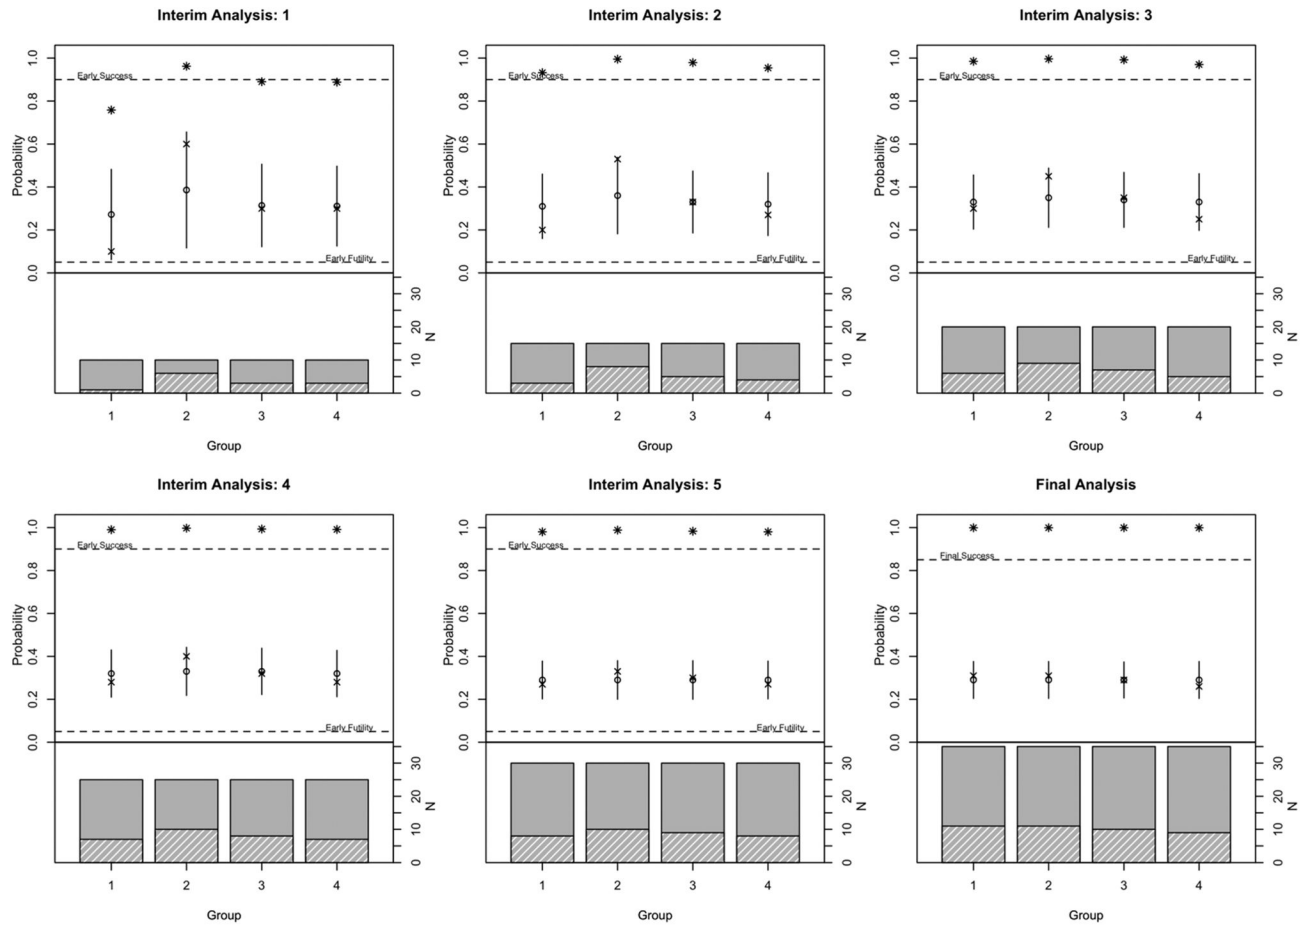 Interim Analysis: 1
Early Success
Early Futility
Probability
0.0 0.2 0.4 0.6 0.8 1.0
N
0 10 20 30
1 2 3 4
Group
Interim Analysis: 2
Early Success
Early Futility
Probability
0.0 0.2 0.4 0.6 0.8 1.0
N
0 10 20 30
1 2 3 4
Group
Interim Analysis: 3
Early Success
Early Futility
Probability
0.0 0.2 0.4 0.6 0.8 1.0
N
0 10 20 30
1 2 3 4
Group
Interim Analysis: 4
Early Success
Early Futility
Probability
0.0 0.2 0.4 0.6 0.8 1.0
N
0 10 20 30
1 2 3 4
Group
Interim Analysis: 5
Early Success
Early Futility
Probability
0.0 0.2 0.4 0.6 0.8 1.0
N
0 10 20 30
1 2 3 4
Group
Final Analysis
Final Success
Probability
0.0 0.2 0.4 0.6 0.8 1.0
N
0 10 20 30
1 2 3 4
Group